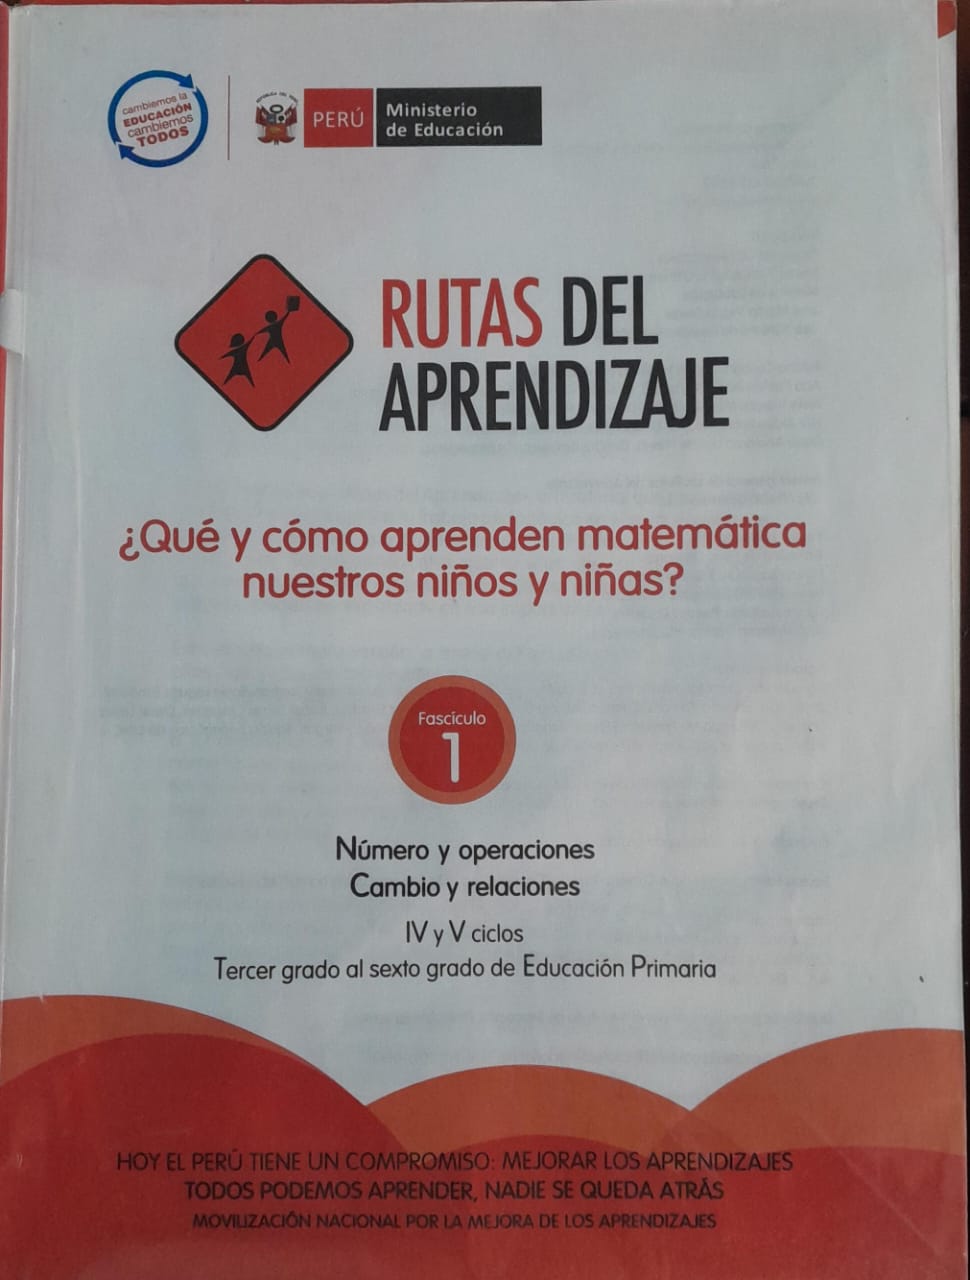 cambiemos la
EDUCACIÓN
cambiemos
TODOS
REPÚBLICA DEL PERÚ
PERÚ
Ministerio
de Educación
RUTAS DEL
APRENDIZAJE
¿Qué y cómo aprenden matemática
nuestros niños y niñas?
Fascículo
1
Número y operaciones
Cambio y relaciones
IV y V ciclos
Tercer grado al sexto grado de Educación Primaria
HOY EL PERÚ TIENE UN COMPROMISO: MEJORAR LOS APRENDIZAJES
TODOS PODEMOS APRENDER, NADIE SE QUEDA ATRÁS
MOVILIZACIÓN NACIONAL POR LA MEJORA DE LOS APRENDIZAJES